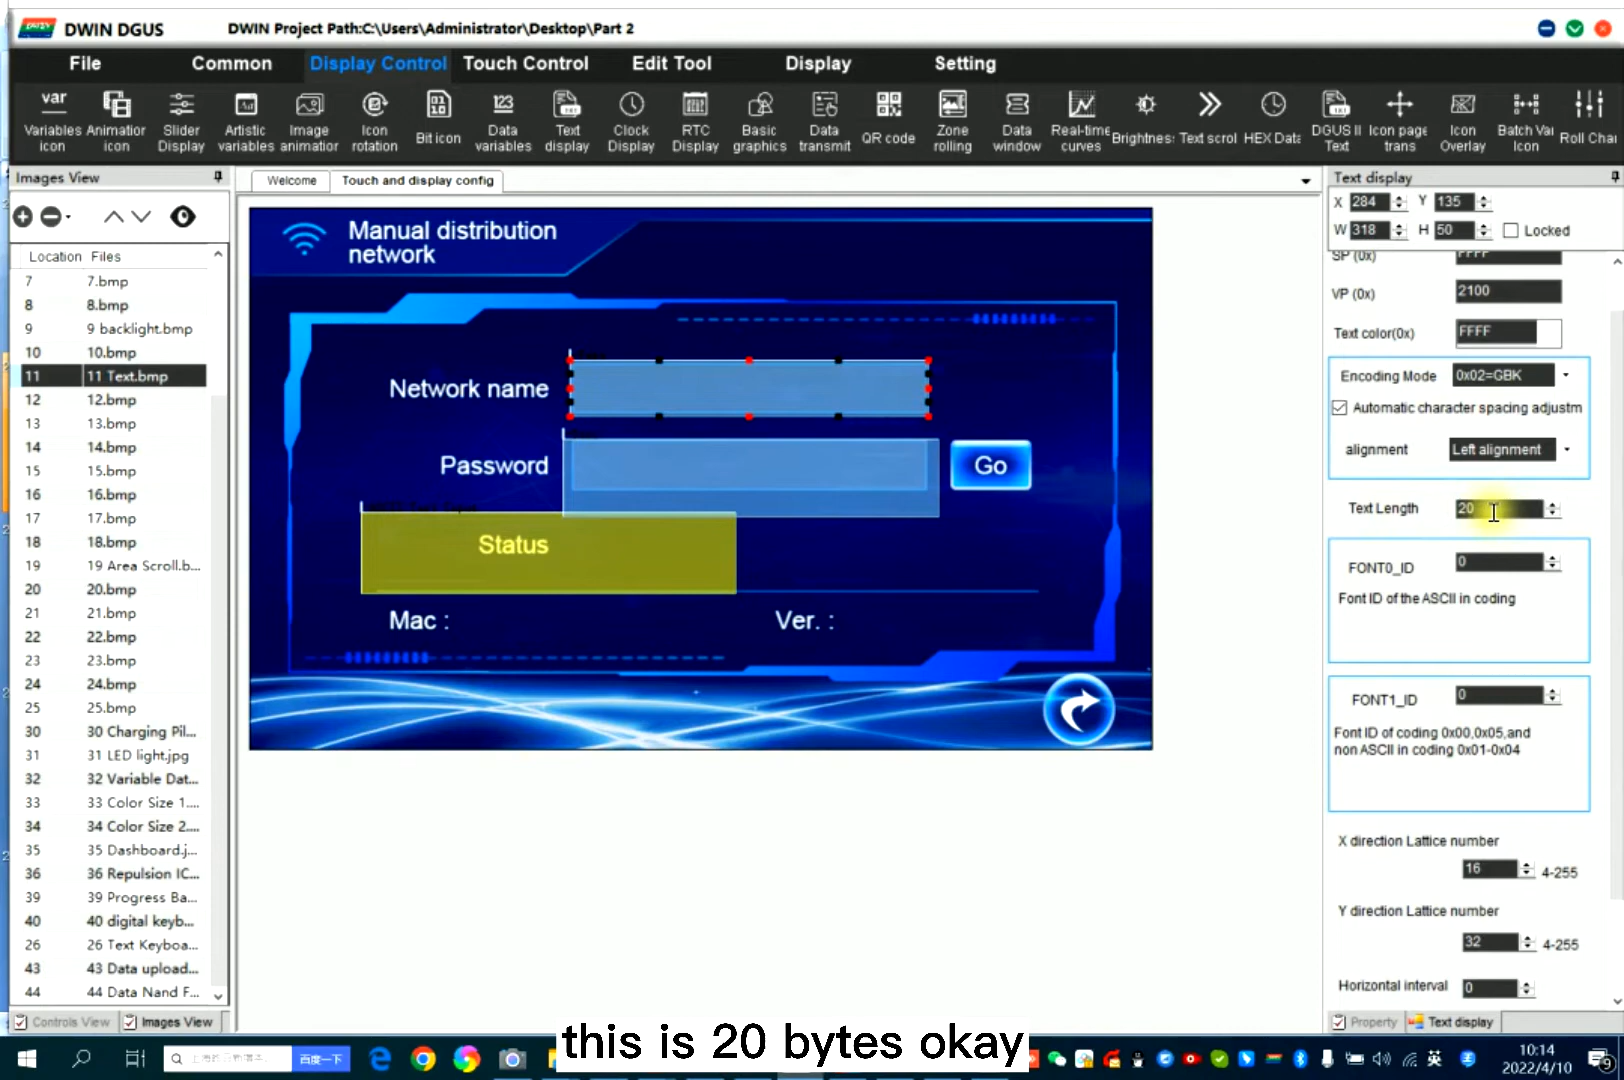 DWIN DGUS
DWIN Project Path:C:\Users\Administrator\Desktop\Part 2
File Common Display Control Touch Control Edit Tool Display Setting
Variables icon
Animation icon
Slider Display
Artistic variables
Image animation
Icon rotation
Bit icon
Data variables
Text display
Clock Display
RTC Display
Basic graphics
Data transmit
QR code
Zone rolling
Data window
Real-time curves
Brightnes
Text scrol
HEX Data
DGUS II Text
Icon page trans
Icon Overlay
Batch Var Icon
Roll Char
Images View
Welcome
Touch and display config
Location Files
7 7.bmp
8 8.bmp
9 9 backlight.bmp
10 10.bmp
11 11 Text.bmp
12 12.bmp
13 13.bmp
14 14.bmp
15 15.bmp
16 16.bmp
17 17.bmp
18 18.bmp
19 19 Area Scroll.b...
20 20.bmp
21 21.bmp
22 22.bmp
23 23.bmp
24 24.bmp
25 25.bmp
30 30 Charging Pil...
31 31 LED light.jpg
32 32 Variable Dat...
33 33 Color Size 1....
34 34 Color Size 2....
35 35 Dashboard.j...
36 36 Repulsion IC...
39 39 Progress Ba...
40 40 digital keyb...
26 26 Text Keyboa...
43 43 Data upload...
44 44 Data Nand F...
Controls View Images View
Manual distribution
network
Network name
Password
Go
Status
Mac :
Ver. :
Text display
X 284 Y 135
W 318 H 50 Locked
SP (0x) FFFF
VP (0x) 2100
Text color(0x) FFFF
Encoding Mode 0x02=GBK
Automatic character spacing adjustm
alignment Left alignment
Text Length 20
FONT0_ID 0
Font ID of the ASCII in coding
FONT1_ID 0
Font ID of coding 0x00,0x05,and
non ASCII in coding 0x01-0x04
X direction Lattice number
16 4-255
Y direction Lattice number
32 4-255
Horizontal interval 0
Property Text display
this is 20 bytes okay
百度一下
英
10:14
2022/4/10
9